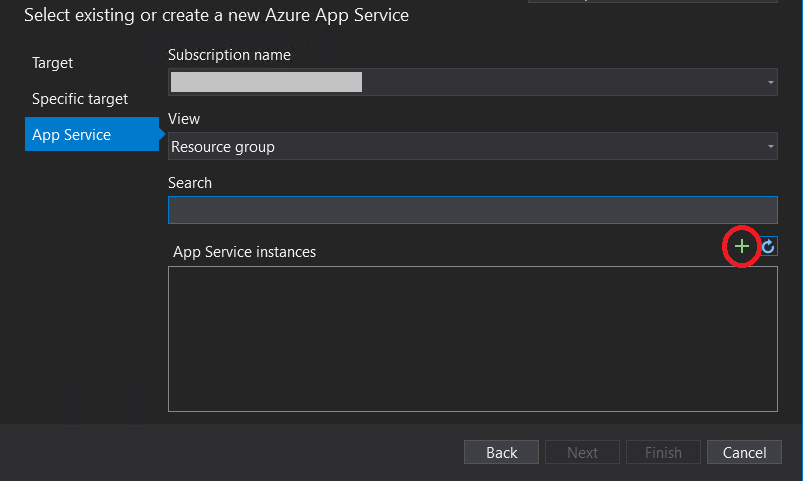 Select existing or create a new Azure App Service
Target
Specific target
App Service
Subscription name
View
Resource group
Search
App Service instances
Back
Next
Finish
Cancel